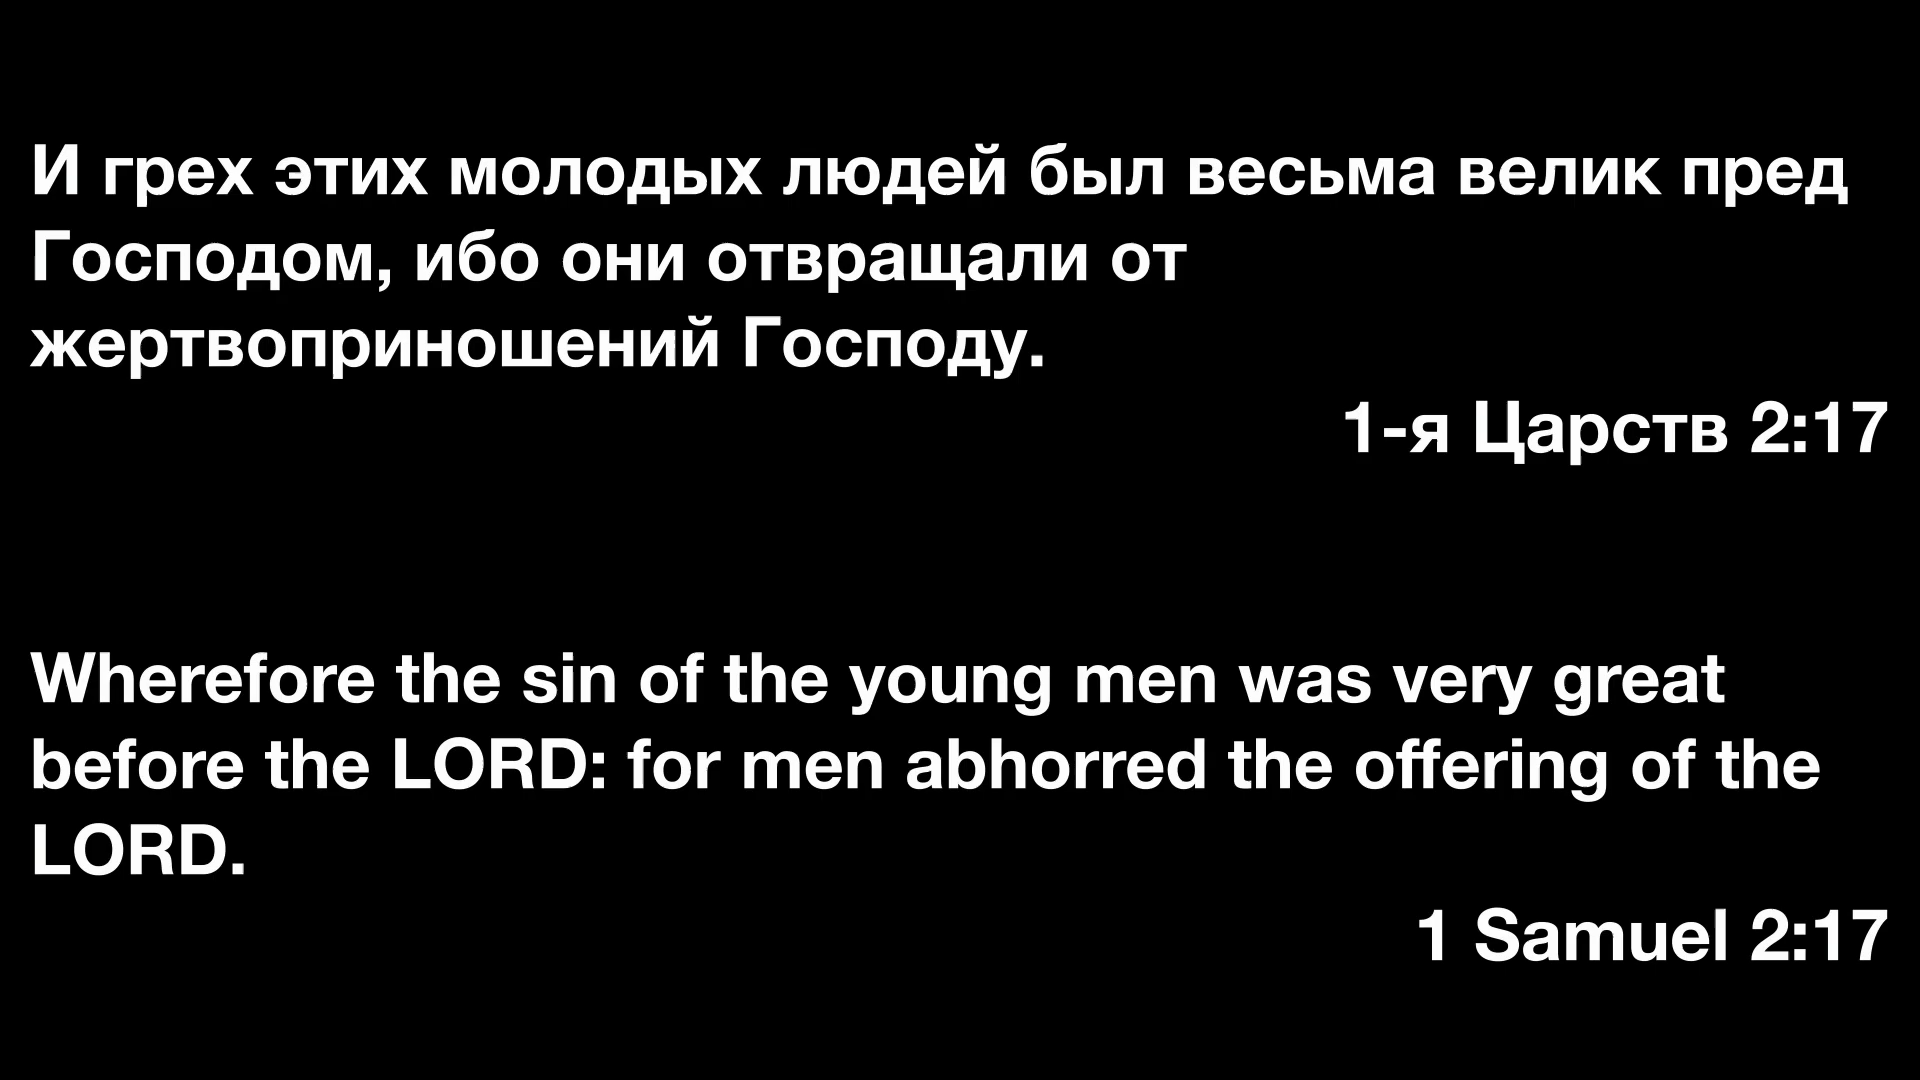 И грех этих молодых людей был весьма велик пред
Господом, ибо они отвращали от
жертвоприношений Господу.
1-я Царств 2:17
Wherefore the sin of the young men was very great
before the LORD: for men abhorred the offering of the
LORD.
1 Samuel 2:17